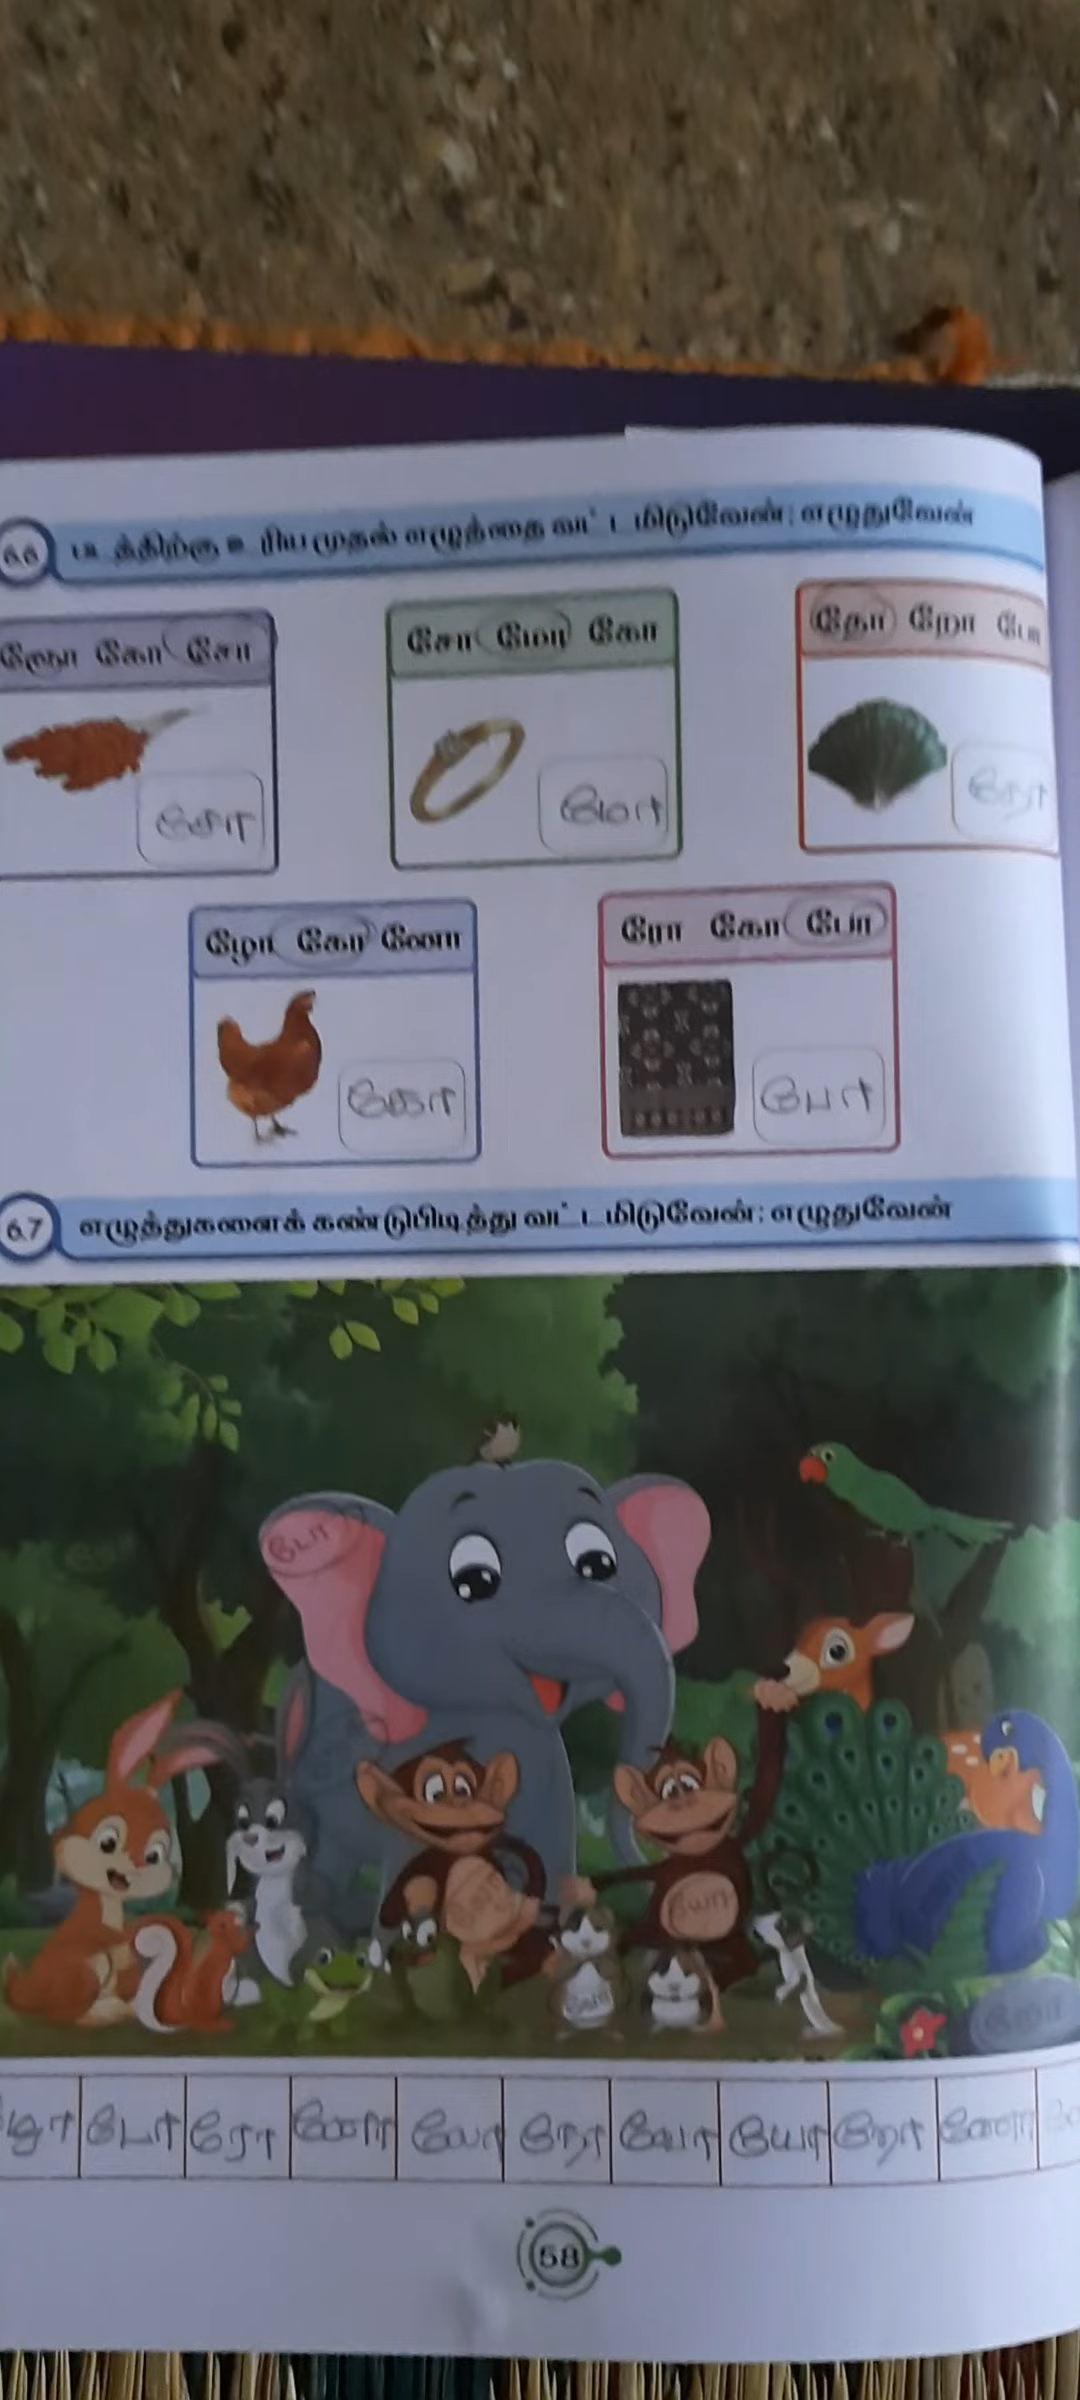 6.6 படத்திற்கு உரிய முதல் எழுத்தை வட்டமிடுவேன்; எழுதுவேன்
கோ சோ
சோ மோ கோ
தோ றோ போ
சோ
மோ
தோ
ழோ கோ ணோ
ரோ கோ போ
கோ
போ
6.7 எழுத்துகளைக் கண்டுபிடித்து வட்டமிடுவேன்; எழுதுவேன்
டோ
யோ
டோ ரோ லோ நோ வோ யோ றோ ளோ
58